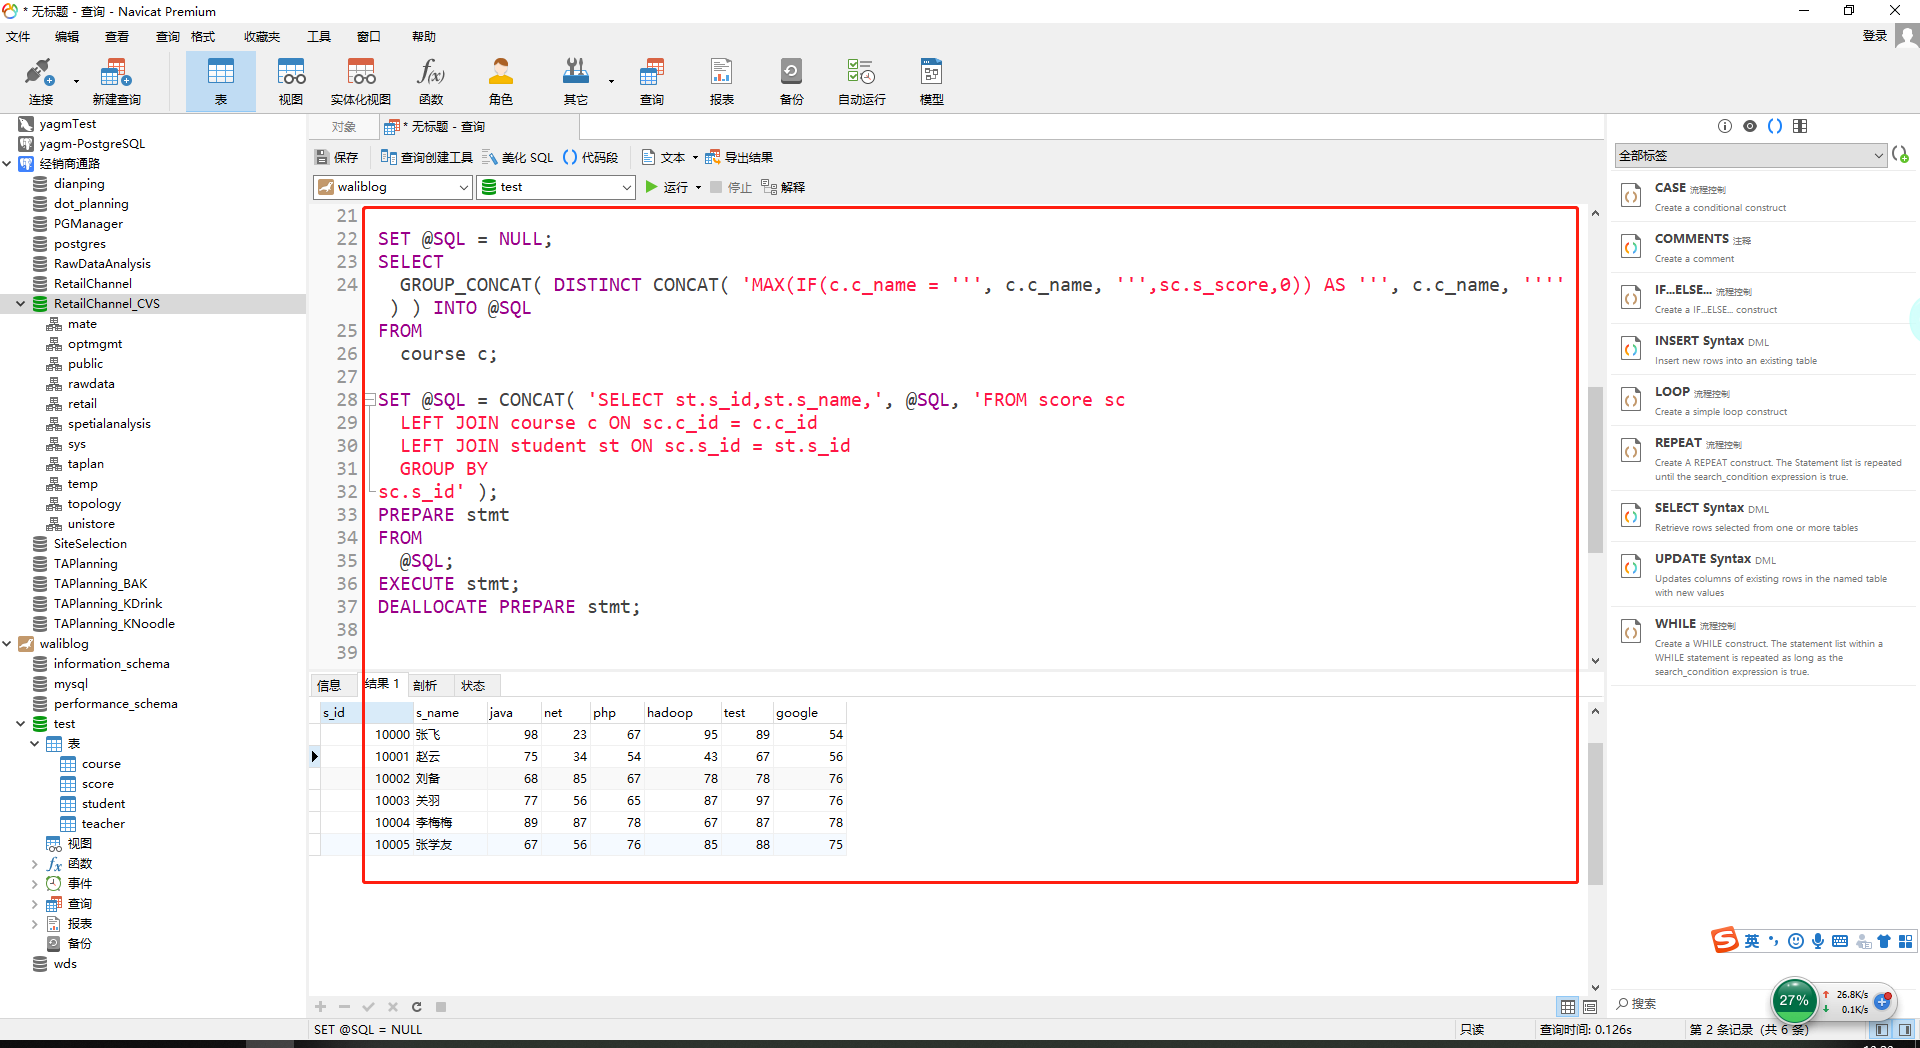 * 无标题 - 查询 - Navicat Premium
文件 编辑 查看 查询 格式 收藏夹 工具 窗口 帮助
登录
连接 新建查询 表 视图 实体化视图 函数 角色 其它 查询 报表 备份 自动运行 模型
yagmTest
yagm-PostgreSQL
经销商通路
dianping
dot_planning
PGManager
postgres
RawDataAnalysis
RetailChannel
RetailChannel_CVS
mate
optmgmt
public
rawdata
retail
spetialanalysis
sys
taplan
temp
topology
unistore
SiteSelection
TAPlanning
TAPlanning_BAK
TAPlanning_KDrink
TAPlanning_KNoodle
waliblog
information_schema
mysql
performance_schema
test
表
course
score
student
teacher
视图
函数
事件
查询
报表
备份
wds
对象 * 无标题 - 查询
保存 查询创建工具 美化 SQL 代码段 文本 导出结果
waliblog test 运行 停止 解释
21
22 SET @SQL = NULL;
23 SELECT
24 GROUP_CONCAT( DISTINCT CONCAT( 'MAX(IF(c.c_name = ''', c.c_name, ''',sc.s_score,0)) AS ''', c.c_name, ''''
) ) INTO @SQL
25 FROM
26 course c;
27
28 SET @SQL = CONCAT( 'SELECT st.s_id,st.s_name,', @SQL, 'FROM score sc
29 LEFT JOIN course c ON sc.c_id = c.c_id
30 LEFT JOIN student st ON sc.s_id = st.s_id
31 GROUP BY
32 sc.s_id' );
33 PREPARE stmt
34 FROM
35 @SQL;
36 EXECUTE stmt;
37 DEALLOCATE PREPARE stmt;
38
39
信息 结果 1 剖析 状态
s_id s_name java net php hadoop test google
10000 张飞 98 23 67 95 89 54
10001 赵云 75 34 54 43 67 56
10002 刘备 68 85 67 78 78 76
10003 关羽 77 56 65 87 97 76
10004 李梅梅 89 87 78 67 87 78
10005 张学友 67 56 76 85 88 75
SET @SQL = NULL
只读 查询时间: 0.126s 第 2 条记录 (共 6 条)
全部标签
CASE 流程控制
Create a conditional construct
COMMENTS 注释
Create a comment
IF...ELSE... 流程控制
Create a IF...ELSE... construct
INSERT Syntax DML
Insert new rows into an existing table
LOOP 流程控制
Create a simple loop construct
REPEAT 流程控制
Create A REPEAT construct. The Statement list is repeated
until the search_condition expression is true.
SELECT Syntax DML
Retrieve rows selected from one or more tables
UPDATE Syntax DML
Updates columns of existing rows in the named table
with new values
WHILE 流程控制
Create a WHILE construct. The statement list within a
WHILE statement is repeated as long as the
search_condition expression is true.
英
搜索
27%
26.8K/s
0.1K/s